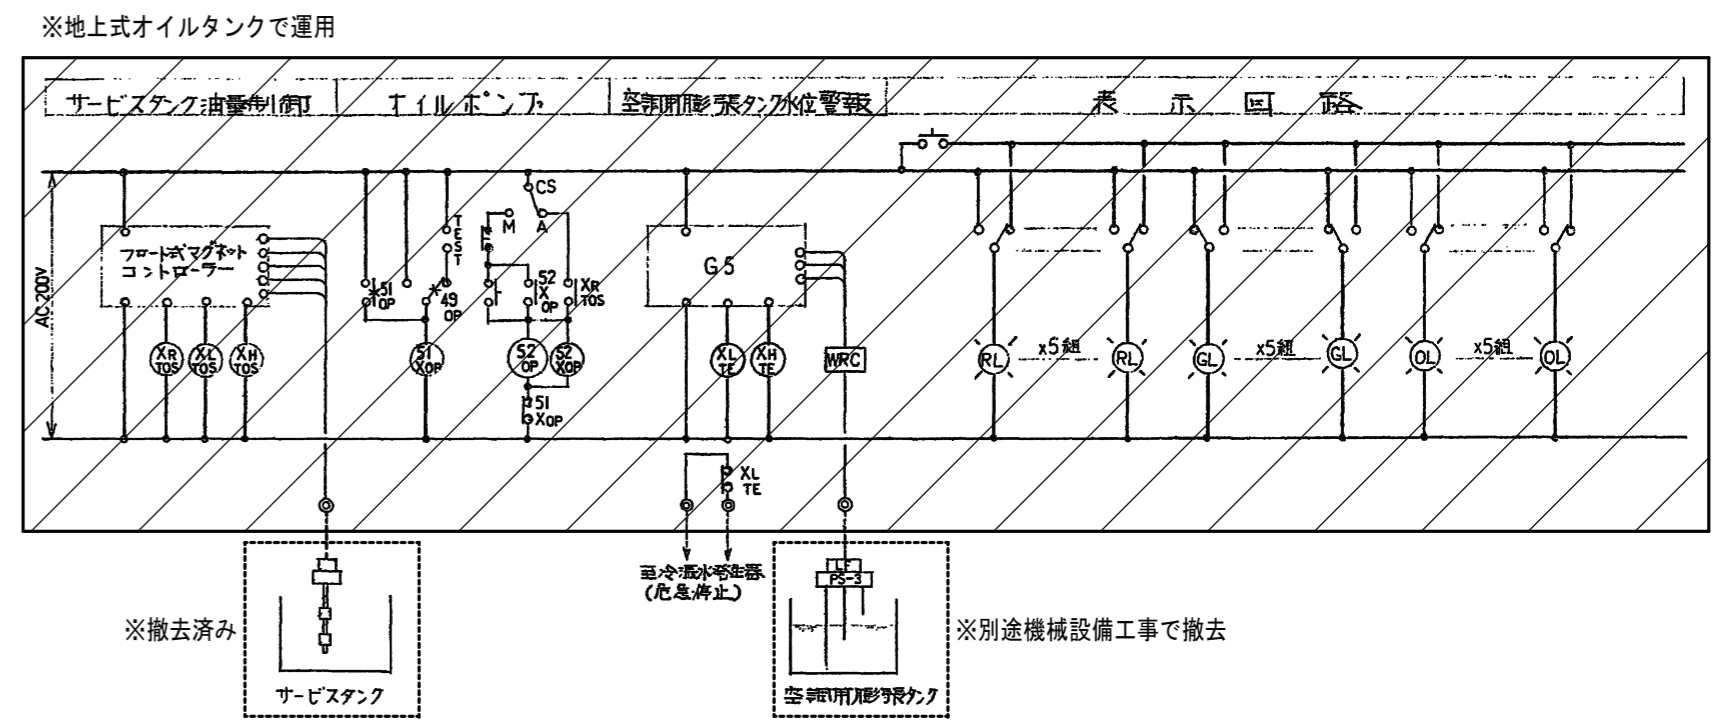 ※地上式オイルタンクで運用
サービスタンク油量制御
オイルポンプ
空調用膨張タンク水位警報
表示回路
AC200V
フロート式マグネット
コントローラー
XR
TOS
XL
TOS
XH
TOS
*51
OP
TEST
*49
OP
51
XOP
CS
M
A
52
X
OP
XR
TOS
52
OP
52
XOP
51
XOP
G5
XL
TE
XH
TE
WRC
RL
x5組
RL
GL
x5組
GL
OL
x5組
OL
XL
TE
至冷温水発生器
(危急停止)
LF
PS-3
※撤去済み
※別途機械設備工事で撤去
サービスタンク
空調用膨張タンク